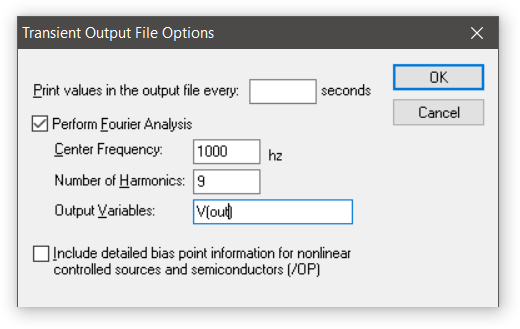 Transient Output File Options
OK
Print values in the output file every: seconds
Cancel
Perform Fourier Analysis
Center Frequency: 1000 hz
Number of Harmonics: 9
Output Variables: V(out)
Include detailed bias point information for nonlinear
controlled sources and semiconductors (/OP)